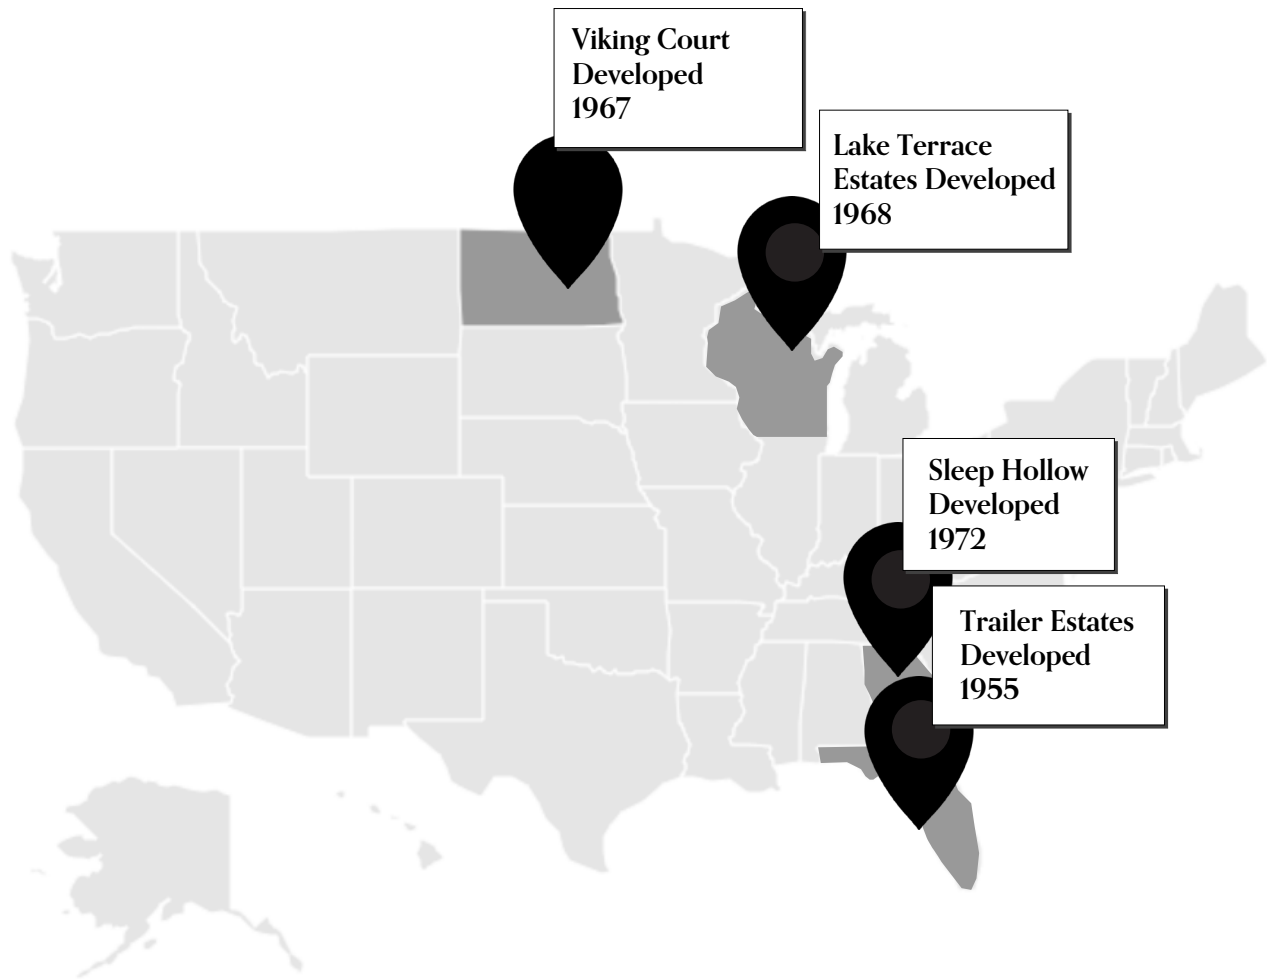 Viking Court
Developed
1967
Lake Terrace
Estates Developed
1968
Sleep Hollow
Developed
1972
Trailer Estates
Developed
1955